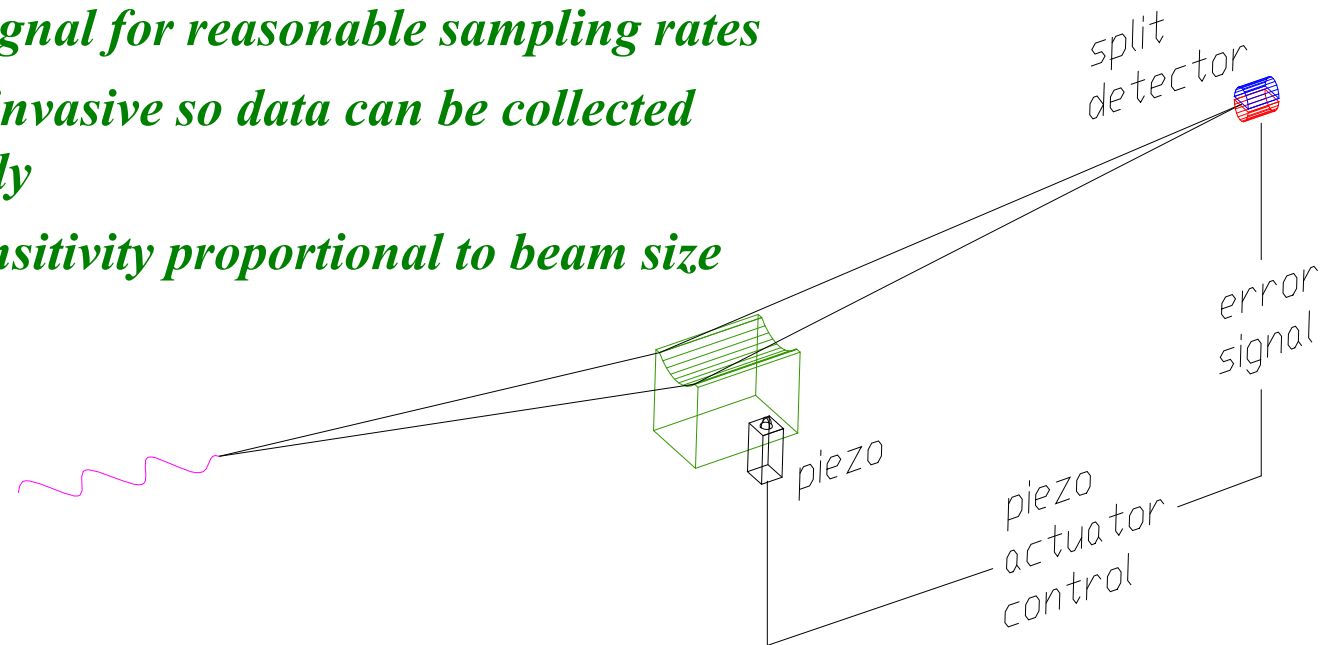 gnal for reasonable sampling rates
invasive so data can be collected
ly
nsitivity proportional to beam size
split
detector
error
signal
piezo
piezo
actuator
control